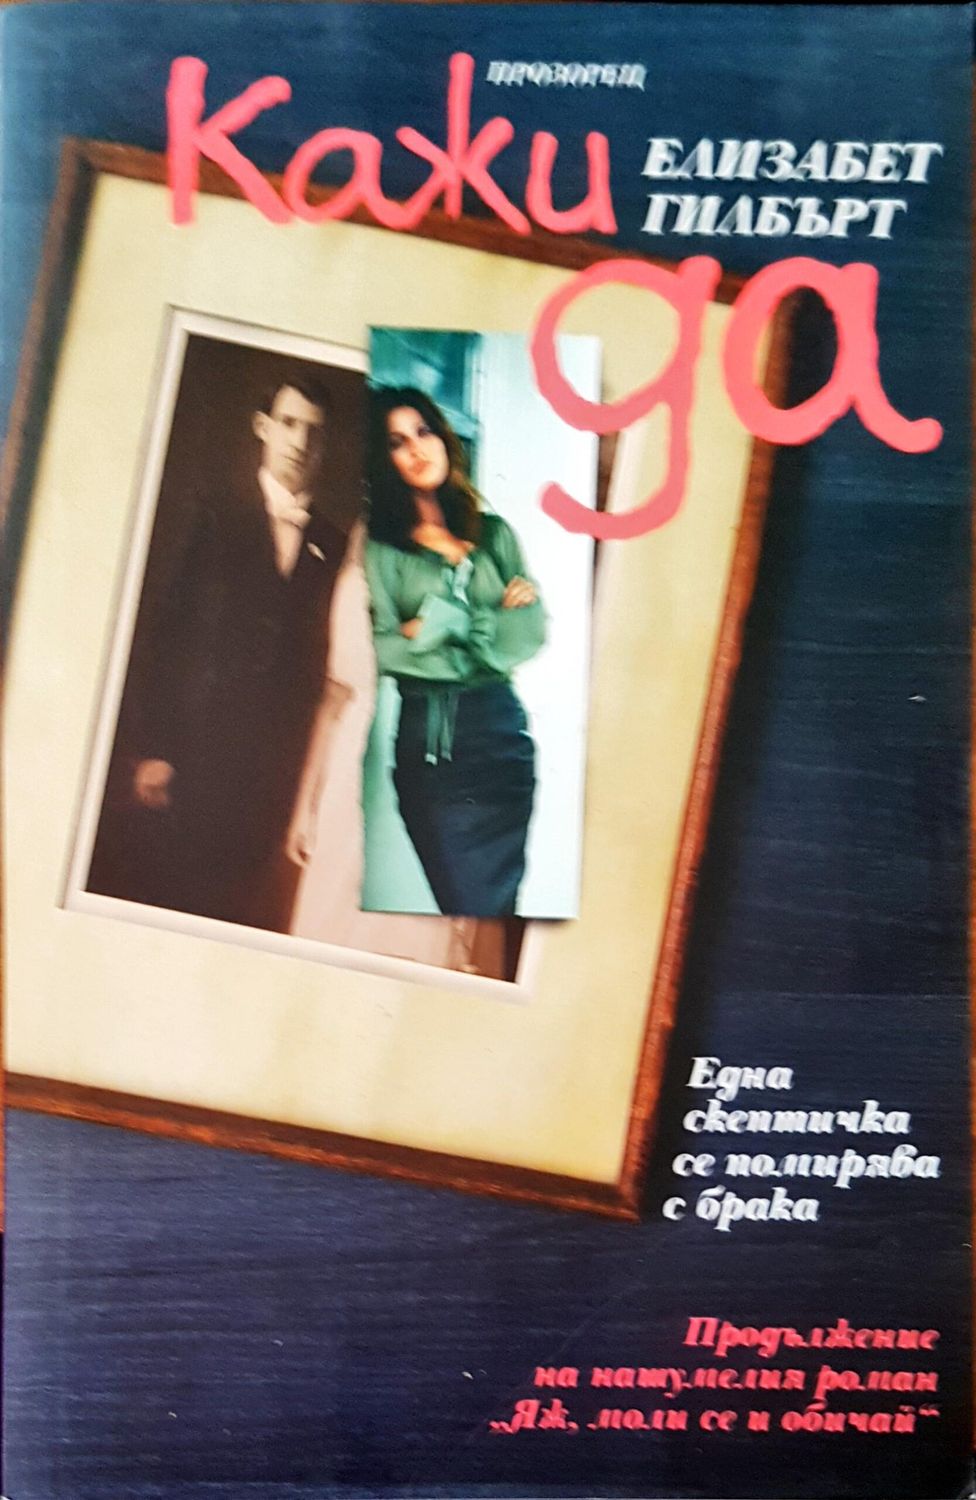 ПРОЗОРЕЦ
Кажи
да
ЕЛИЗАБЕТ
ГИЛБЪРТ
Една
скептичка
се помирява
с брака
Продължение
на нашумелия роман
„Яж, моли се и обичай“